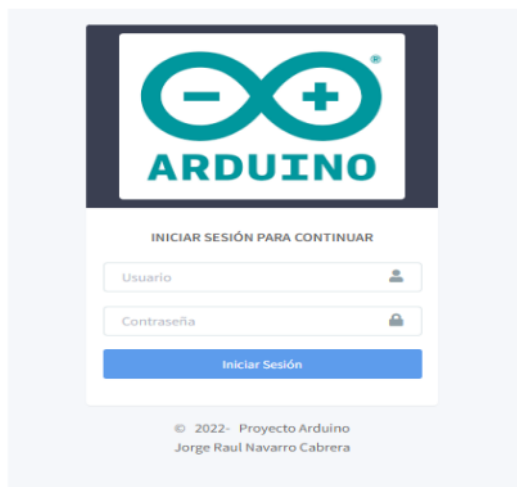 ARDUINO
®
INICIAR SESIÓN PARA CONTINUAR
Usuario
Contraseña
Iniciar Sesión
© 2022- Proyecto Arduino
Jorge Raul Navarro Cabrera